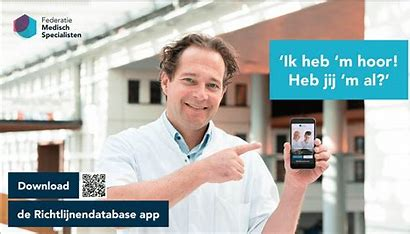 Federatie
Medisch
Specialisten
‘Ik heb ‘m hoor!
Heb jij ‘m al?’
Download
de Richtlijnendatabase app